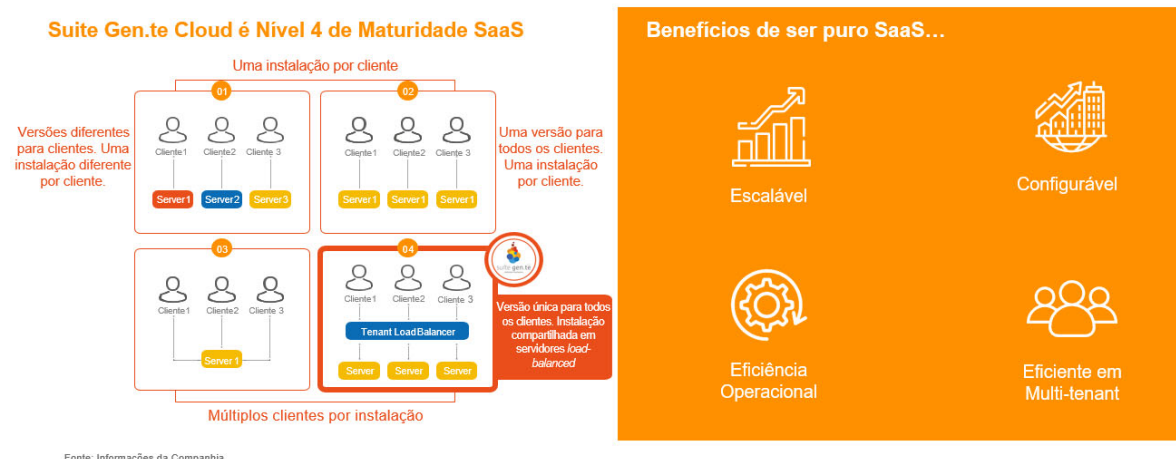 Suite Gen.te Cloud é Nível 4 de Maturidade SaaS
Uma instalação por cliente
Versões diferentes
para clientes. Uma
instalação diferente
por cliente.
01
Cliente1 Cliente2 Cliente 3
Server1 Server2 Server3
02
Cliente1 Cliente2 Cliente 3
Server1 Server1 Server1
Uma versão para
todos os clientes.
Uma instalação
por cliente.
03
Cliente1 Cliente2 Cliente 3
Server 1
04
Cliente1 Cliente2 Cliente 3
Tenant LoadBalancer
Server Server Server
suite gen.te
Versão única para todos
os clientes. Instalação
compartilhada em
servidores load-
balanced
Múltiplos clientes por instalação
Fonte: Informações da Companhia
Benefícios de ser puro SaaS...
Escalável
Configurável
Eficiência
Operacional
Eficiente em
Multi-tenant